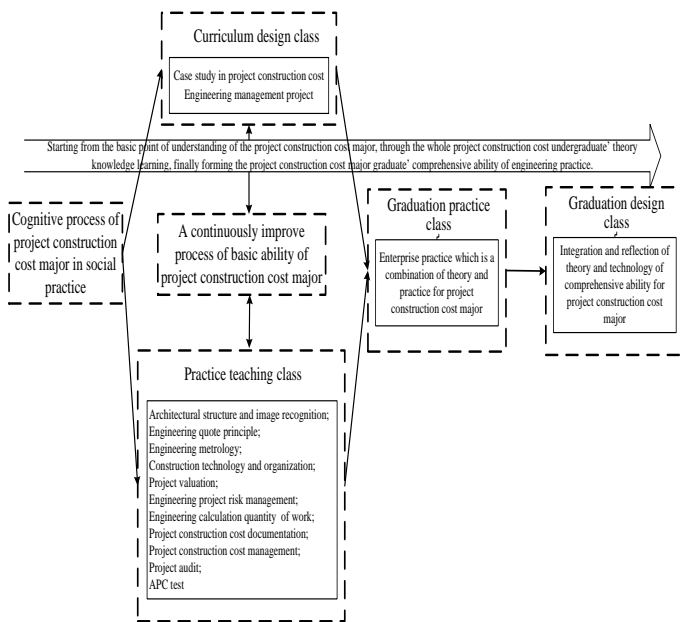 Curriculum design class
Case study in project construction cost
Engineering management project
Starting from the basic point of understanding of the project construction cost major, through the whole project construction cost undergraduate' theory
knowledge learning, finally forming the project construction cost major graduate' comprehensive ability of engineering practice.
Cognitive process of
project construction
cost major in social
practice
A continuously improve
process of basic ability of
project construction cost major
Graduation practice
class
Enterprise practice which is a
combination of theory and
practice for project
construction cost major
Graduation design
class
Integration and reflection of
theory and technology of
comprehensive ability for
project construction cost
major
Practice teaching class
Architectural structure and image recognition;
Engineering quote principle;
Engineering metrology;
Construction technology and organization;
Project valuation;
Engineering project risk management;
Engineering calculation quantity of work;
Project construction cost documentation;
Project construction cost management;
Project audit;
APC test